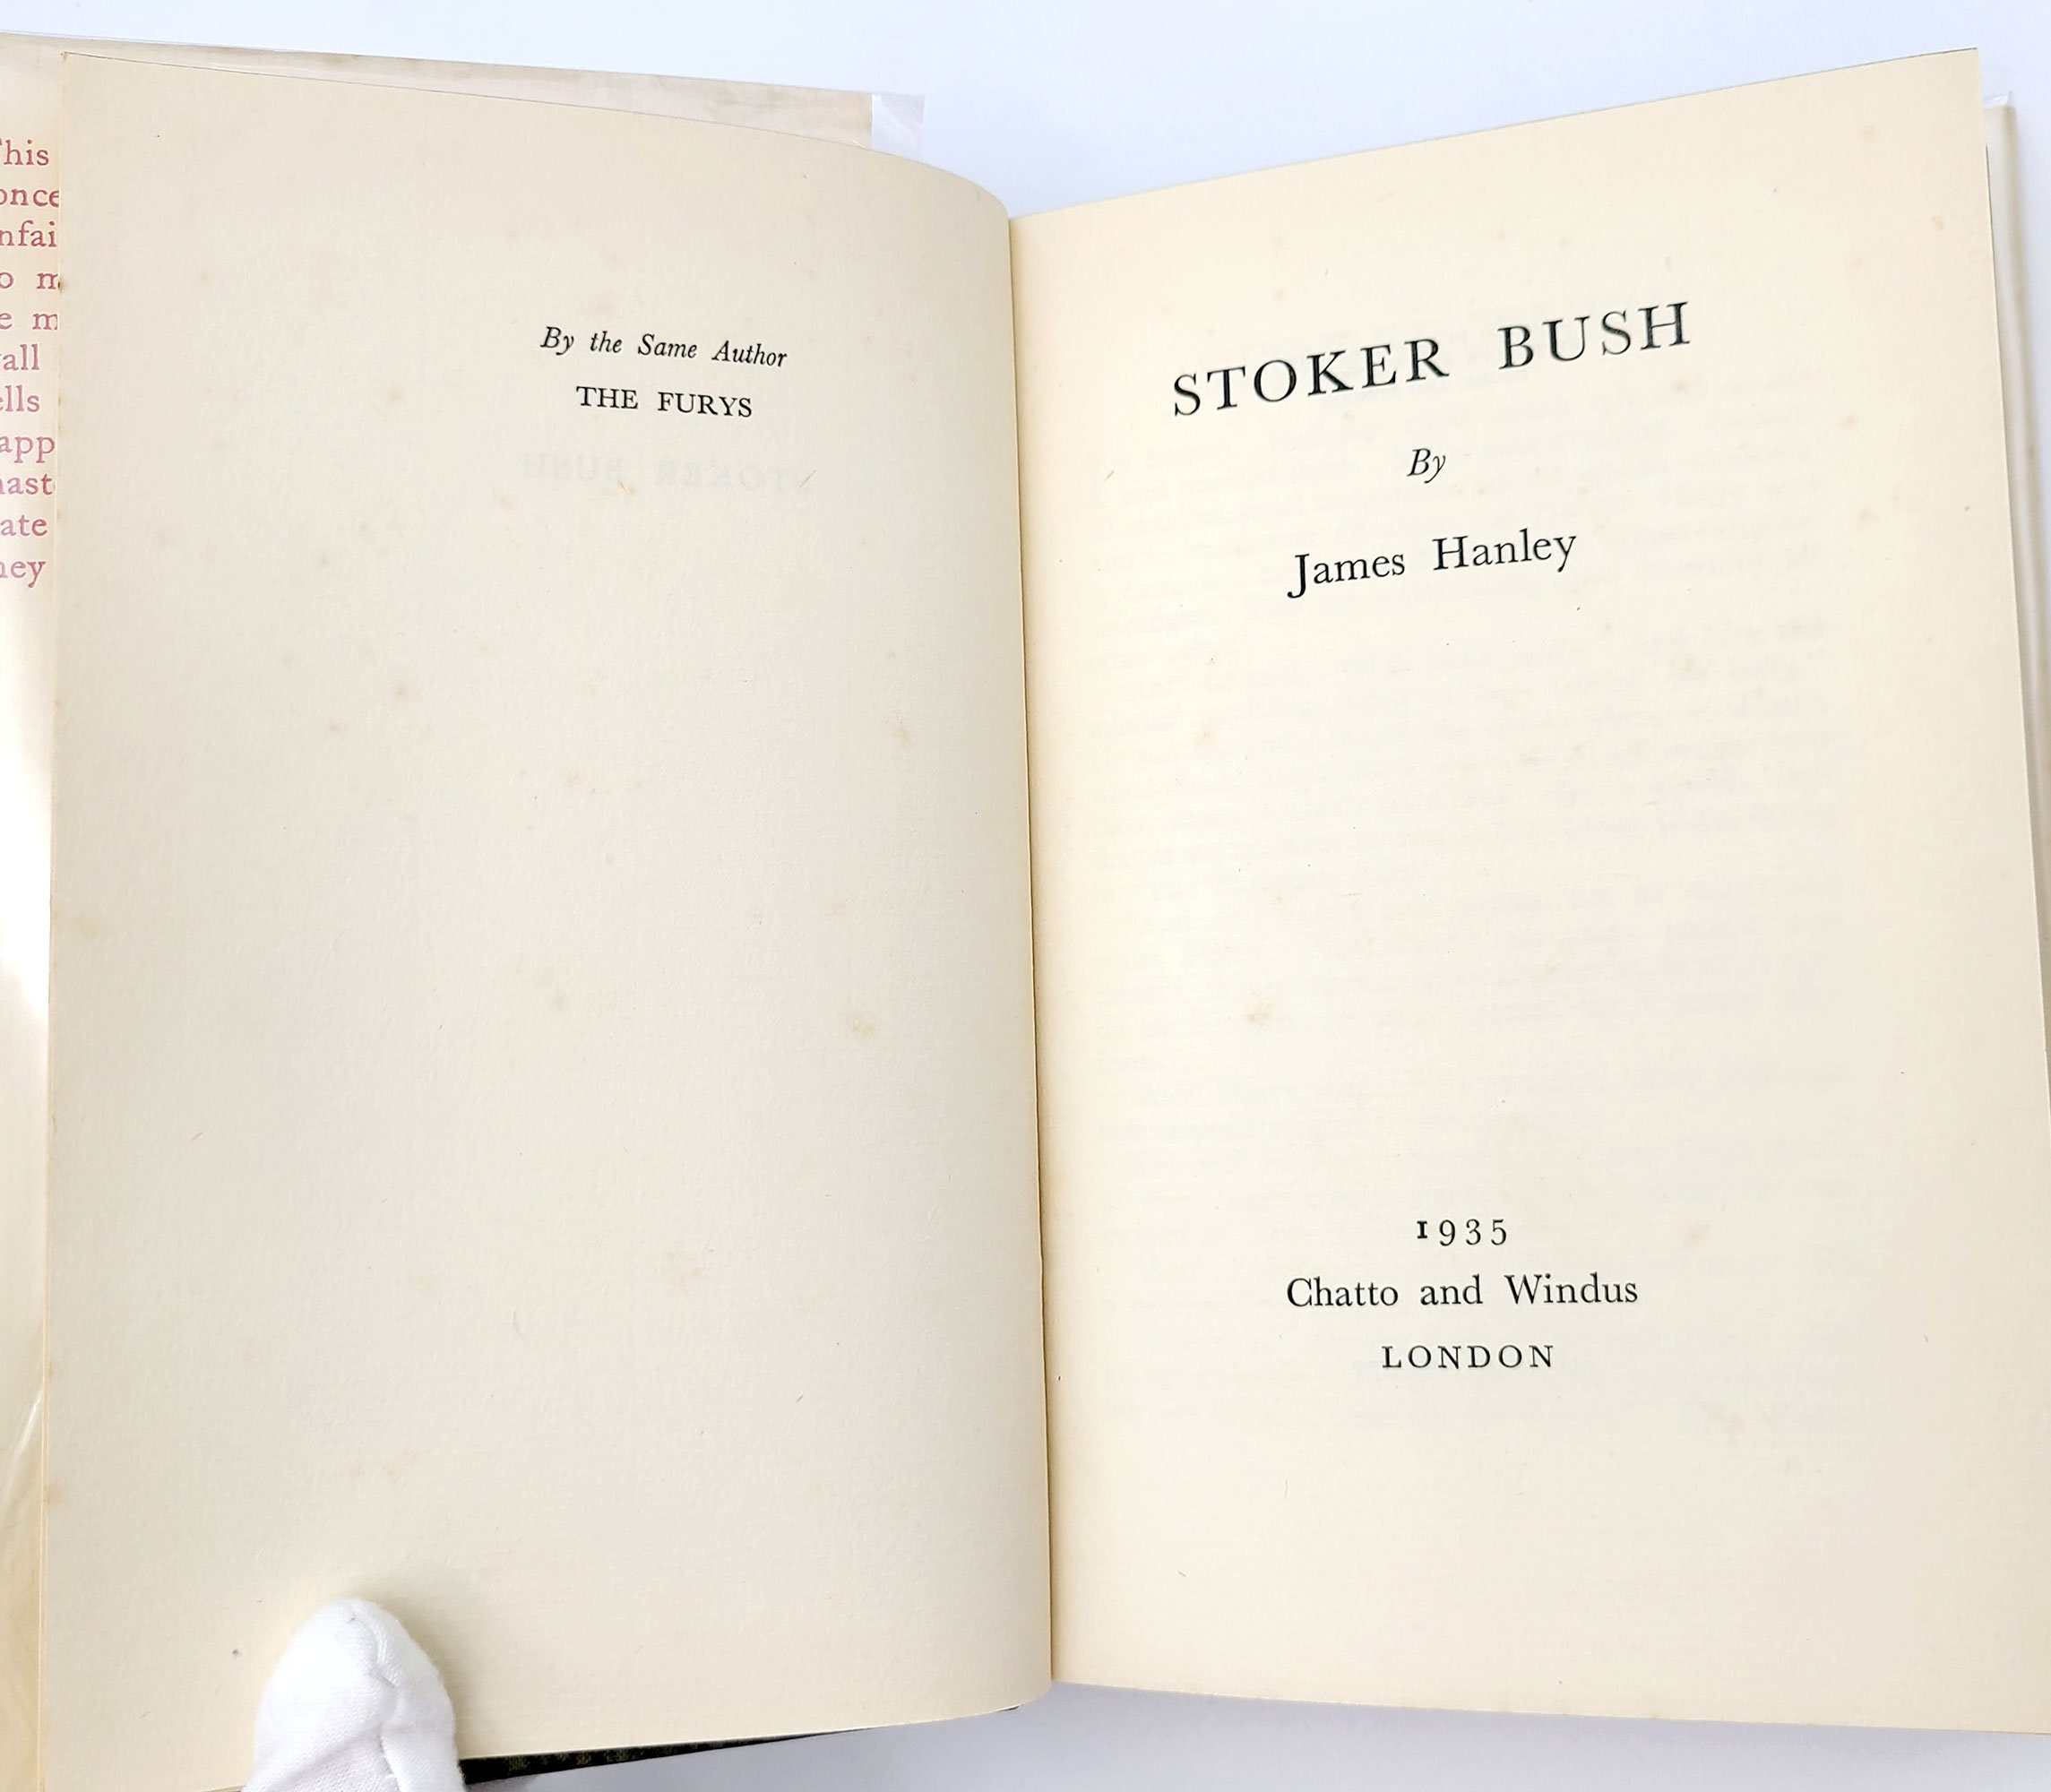 By the Same Author
THE FURYS
STOKER BUSH
By
James Hanley
1935
Chatto and Windus
LONDON